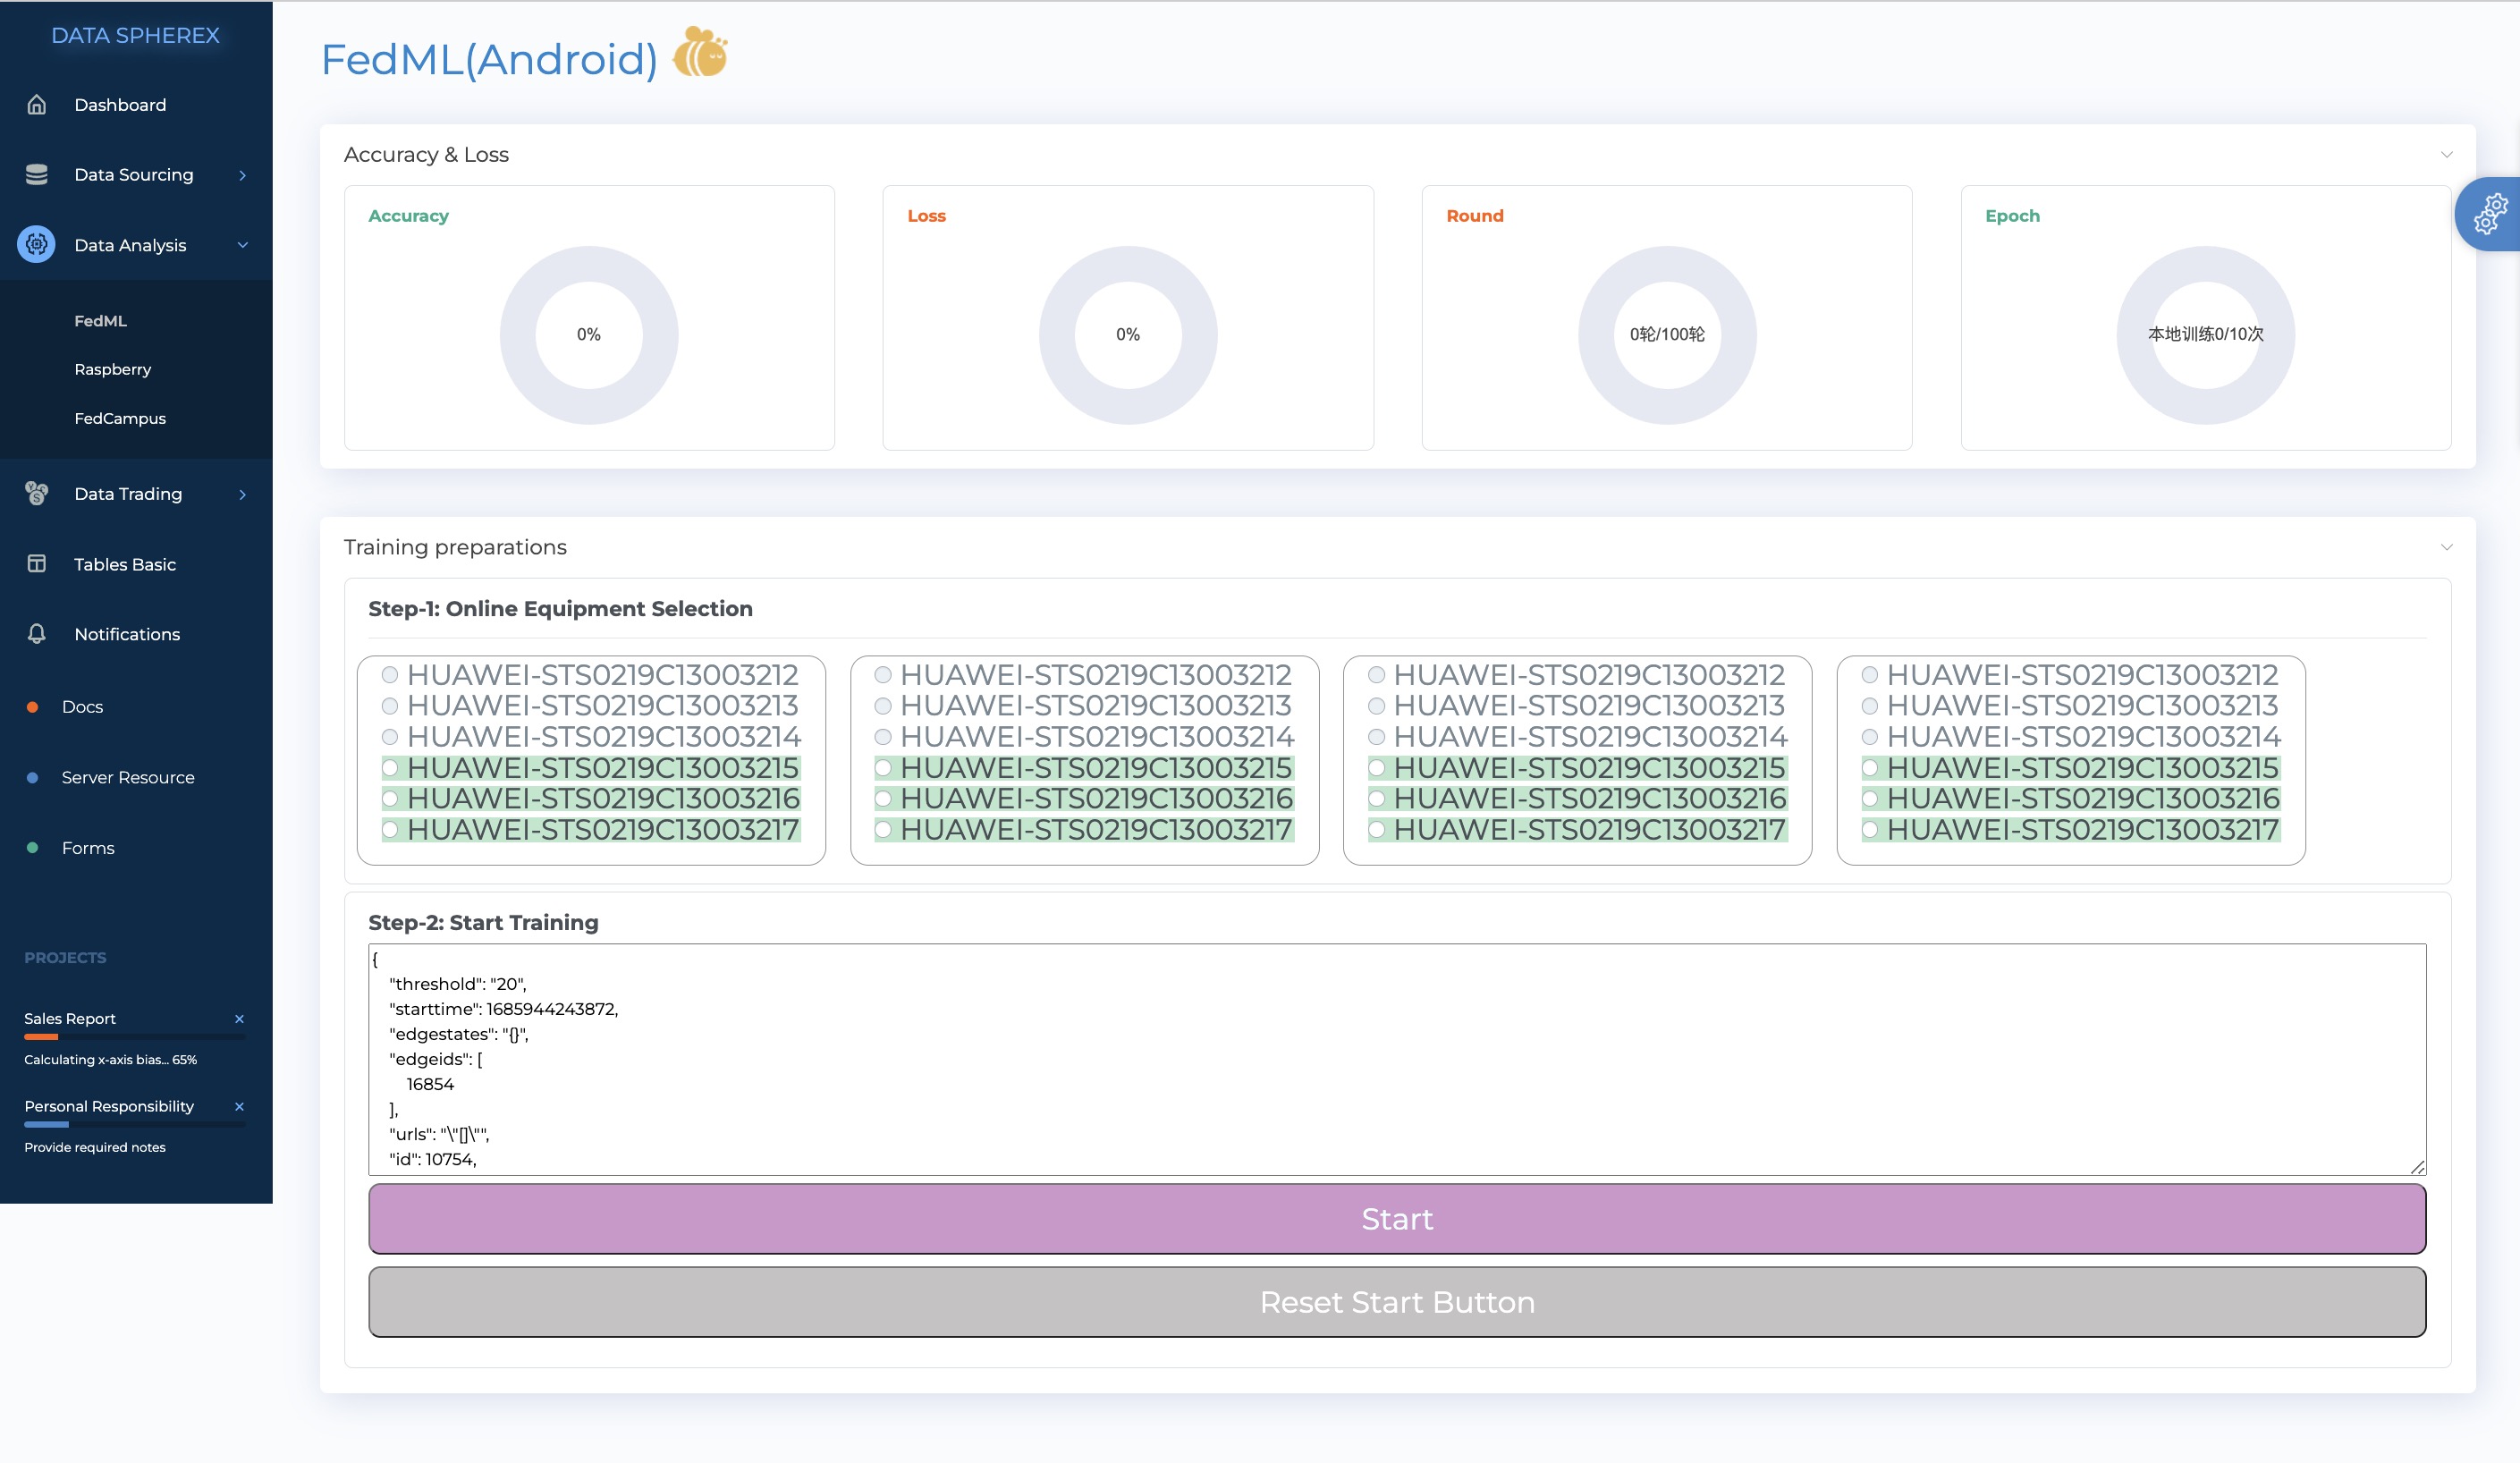 DATA SPHEREX
Dashboard
Data Sourcing
Data Analysis
FedML
Raspberry
FedCampus
Data Trading
Tables Basic
Notifications
Docs
Server Resource
Forms
PROJECTS
Sales Report
Calculating x-axis bias... 65%
Personal Responsibility
Provide required notes
FedML(Android)
Accuracy & Loss
Accuracy
0%
Loss
0%
Round
0轮/100轮
Epoch
本地训练0/10次
Training preparations
Step-1: Online Equipment Selection
HUAWEI-STS0219C13003212
HUAWEI-STS0219C13003213
HUAWEI-STS0219C13003214
HUAWEI-STS0219C13003215
HUAWEI-STS0219C13003216
HUAWEI-STS0219C13003217
HUAWEI-STS0219C13003212
HUAWEI-STS0219C13003213
HUAWEI-STS0219C13003214
HUAWEI-STS0219C13003215
HUAWEI-STS0219C13003216
HUAWEI-STS0219C13003217
HUAWEI-STS0219C13003212
HUAWEI-STS0219C13003213
HUAWEI-STS0219C13003214
HUAWEI-STS0219C13003215
HUAWEI-STS0219C13003216
HUAWEI-STS0219C13003217
HUAWEI-STS0219C13003212
HUAWEI-STS0219C13003213
HUAWEI-STS0219C13003214
HUAWEI-STS0219C13003215
HUAWEI-STS0219C13003216
HUAWEI-STS0219C13003217
Step-2: Start Training
{
"threshold": "20",
"starttime": 1685944243872,
"edgestates": "{}",
"edgeids": [
16854
],
"urls": "\"[]\"",
"id": 10754,
Start
Reset Start Button